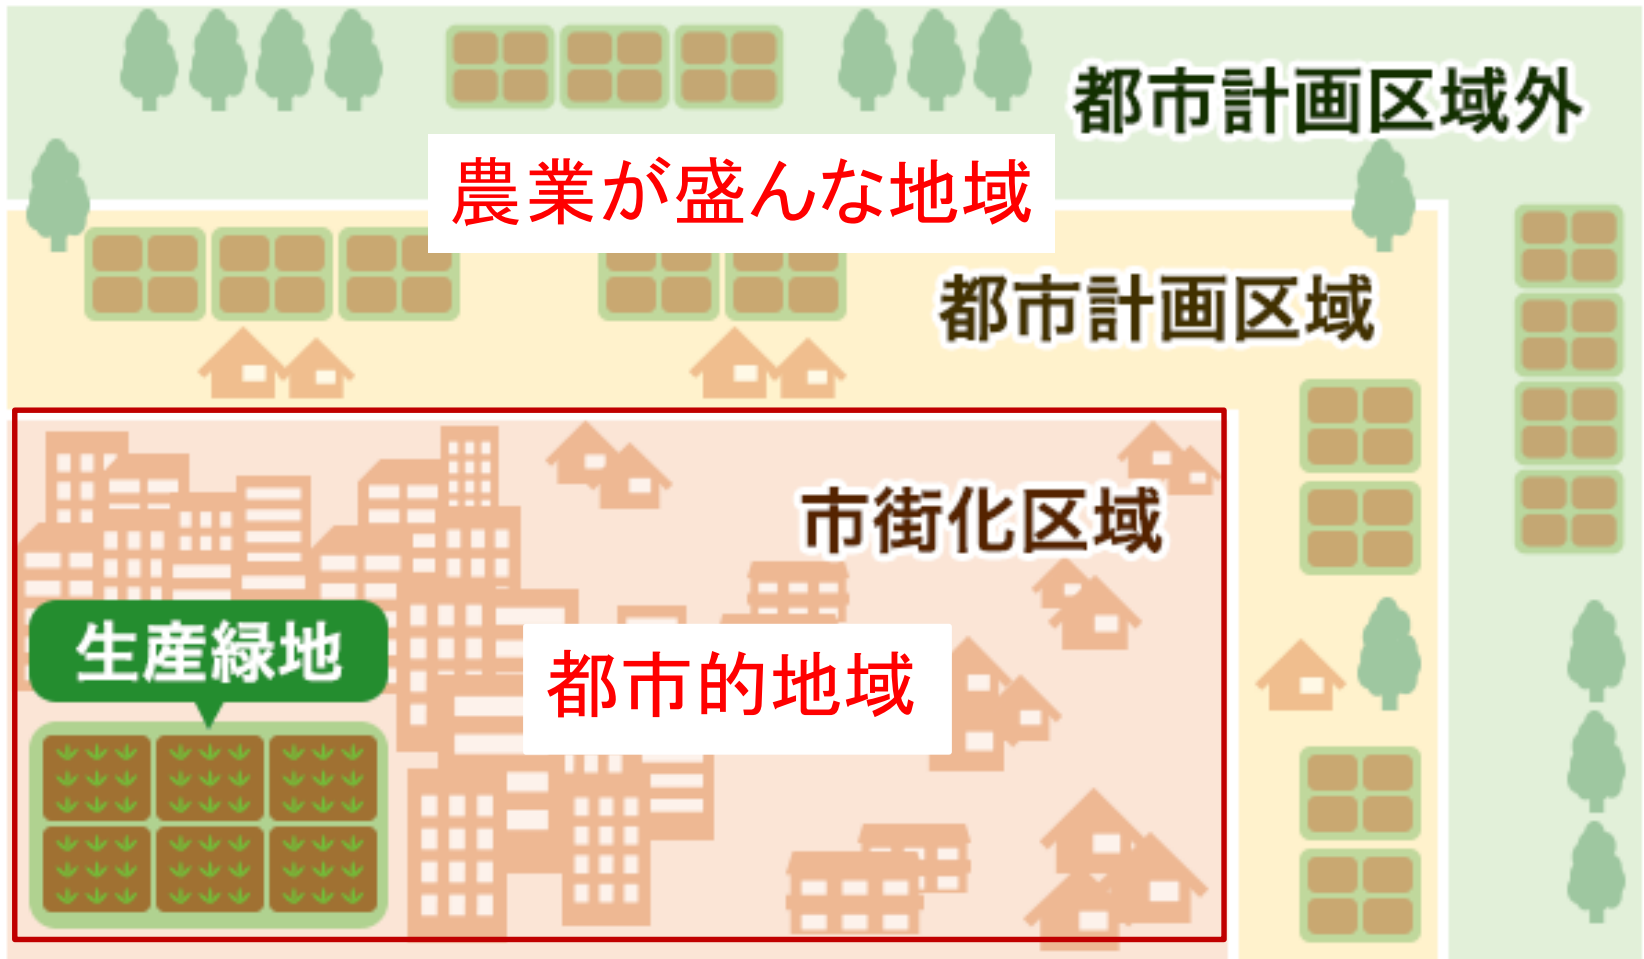 都市計画区域外
農業が盛んな地域
都市計画区域
市街化区域
生産緑地
都市的地域